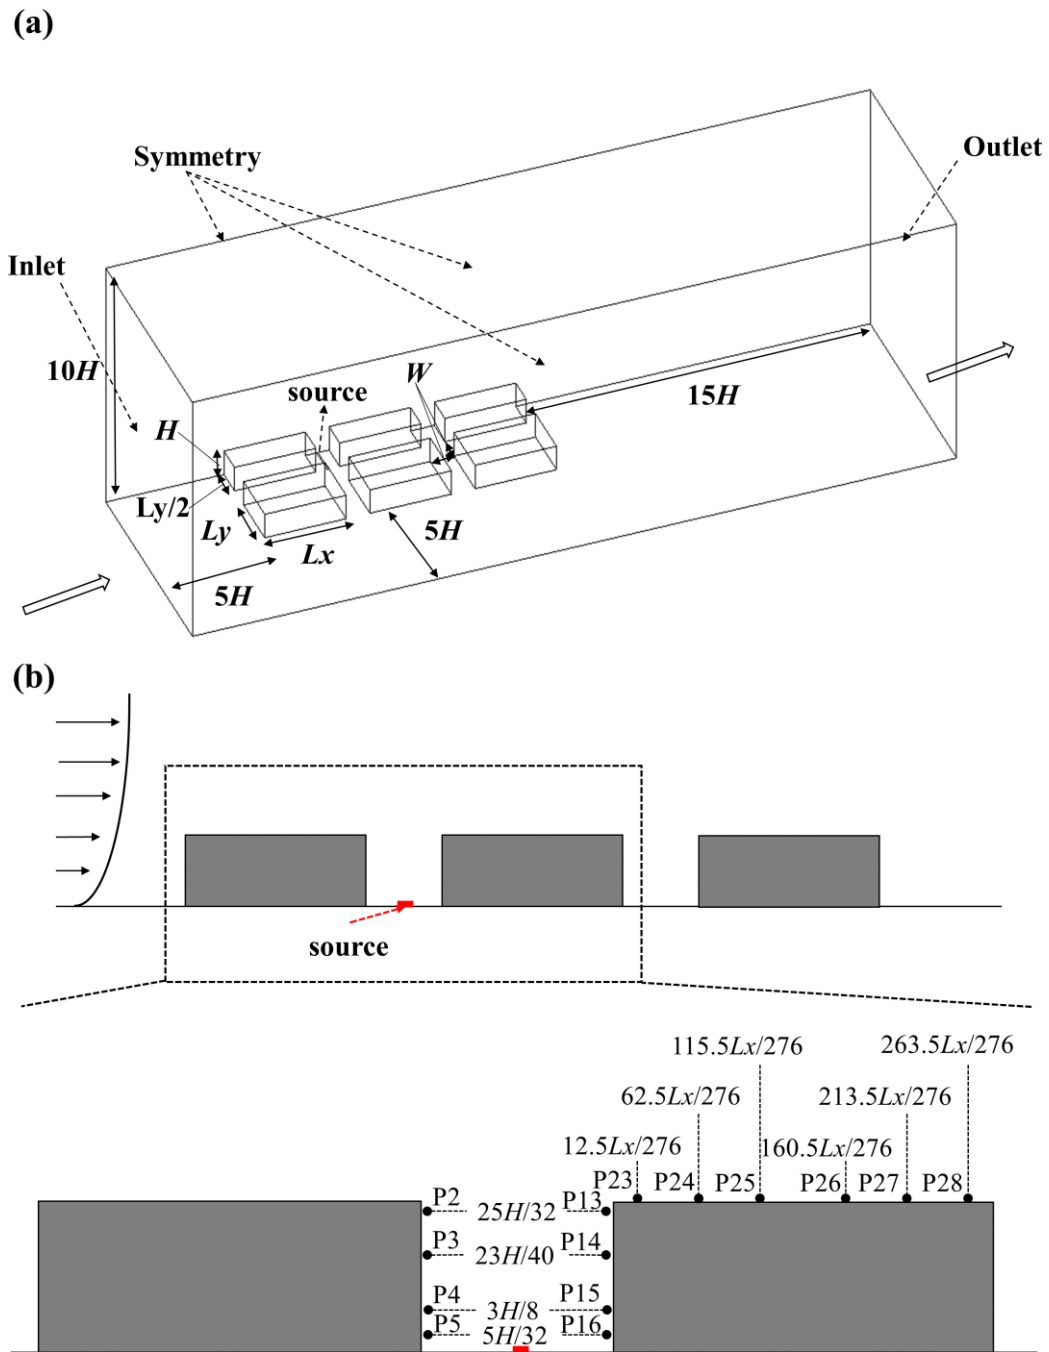 (a)
Symmetry
Outlet
Inlet
10H
W
source
15H
H
Ly/2
Ly
Lx
5H
5H
(b)
source
115.5Lx/276
263.5Lx/276
62.5Lx/276
213.5Lx/276
12.5Lx/276
160.5Lx/276
P23 P24 P25 P26 P27 P28
P2 25H/32 P13
P3 23H/40 P14
P4 3H/8 P15
P5 5H/32 P16